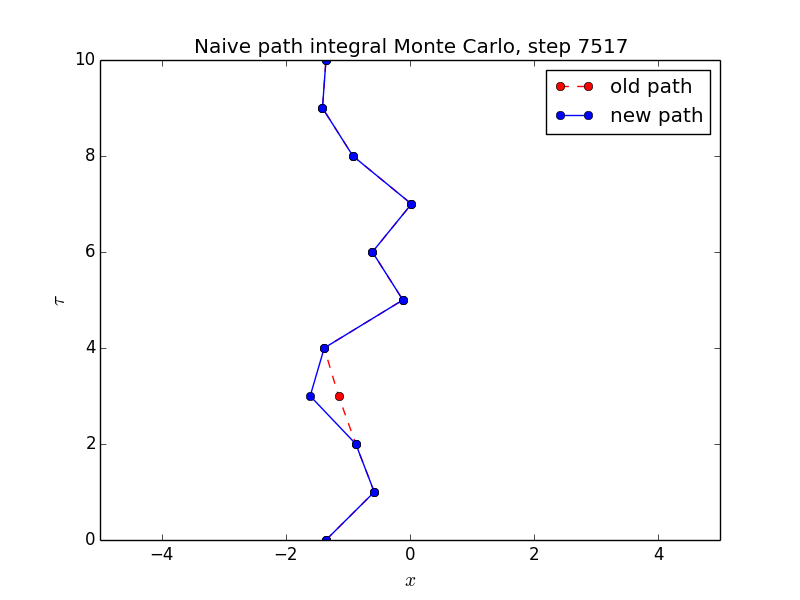 Naive path integral Monte Carlo, step 7517
old path
new path
10
8
6
4
2
0
τ
−4 −2 0 2 4
x